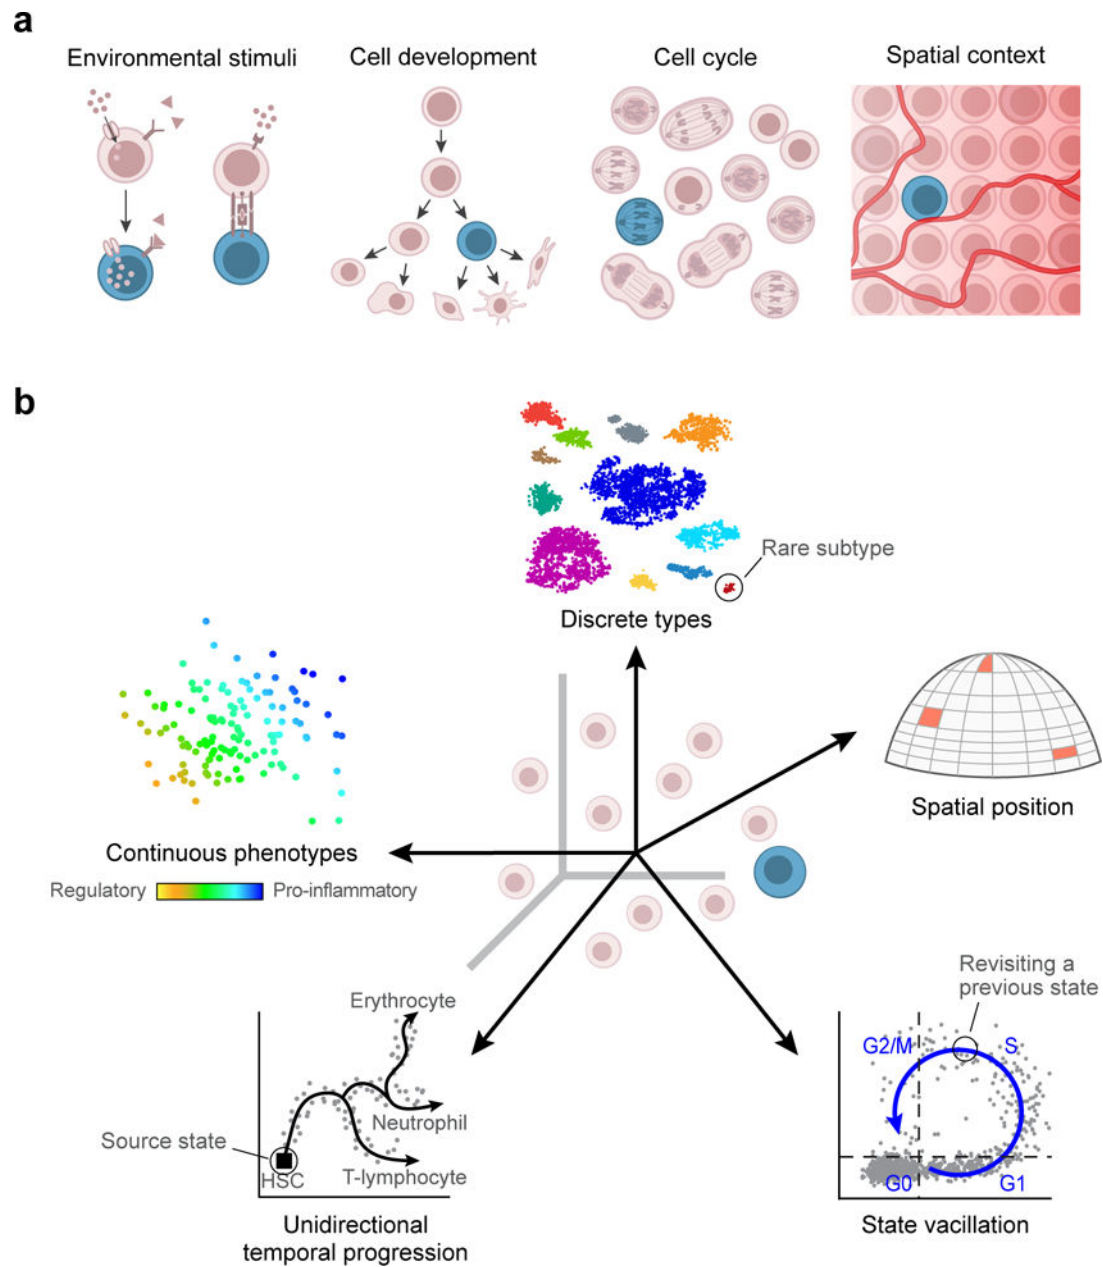 a
Environmental stimuli
Cell development
Cell cycle
Spatial context
b
Rare subtype
Discrete types
Spatial position
Continuous phenotypes
Regulatory
Pro-inflammatory
Erythrocyte
Neutrophil
Source state
HSC
T-lymphocyte
Unidirectional
temporal progression
Revisiting a
previous state
G2/M
S
G0
G1
State vacillation